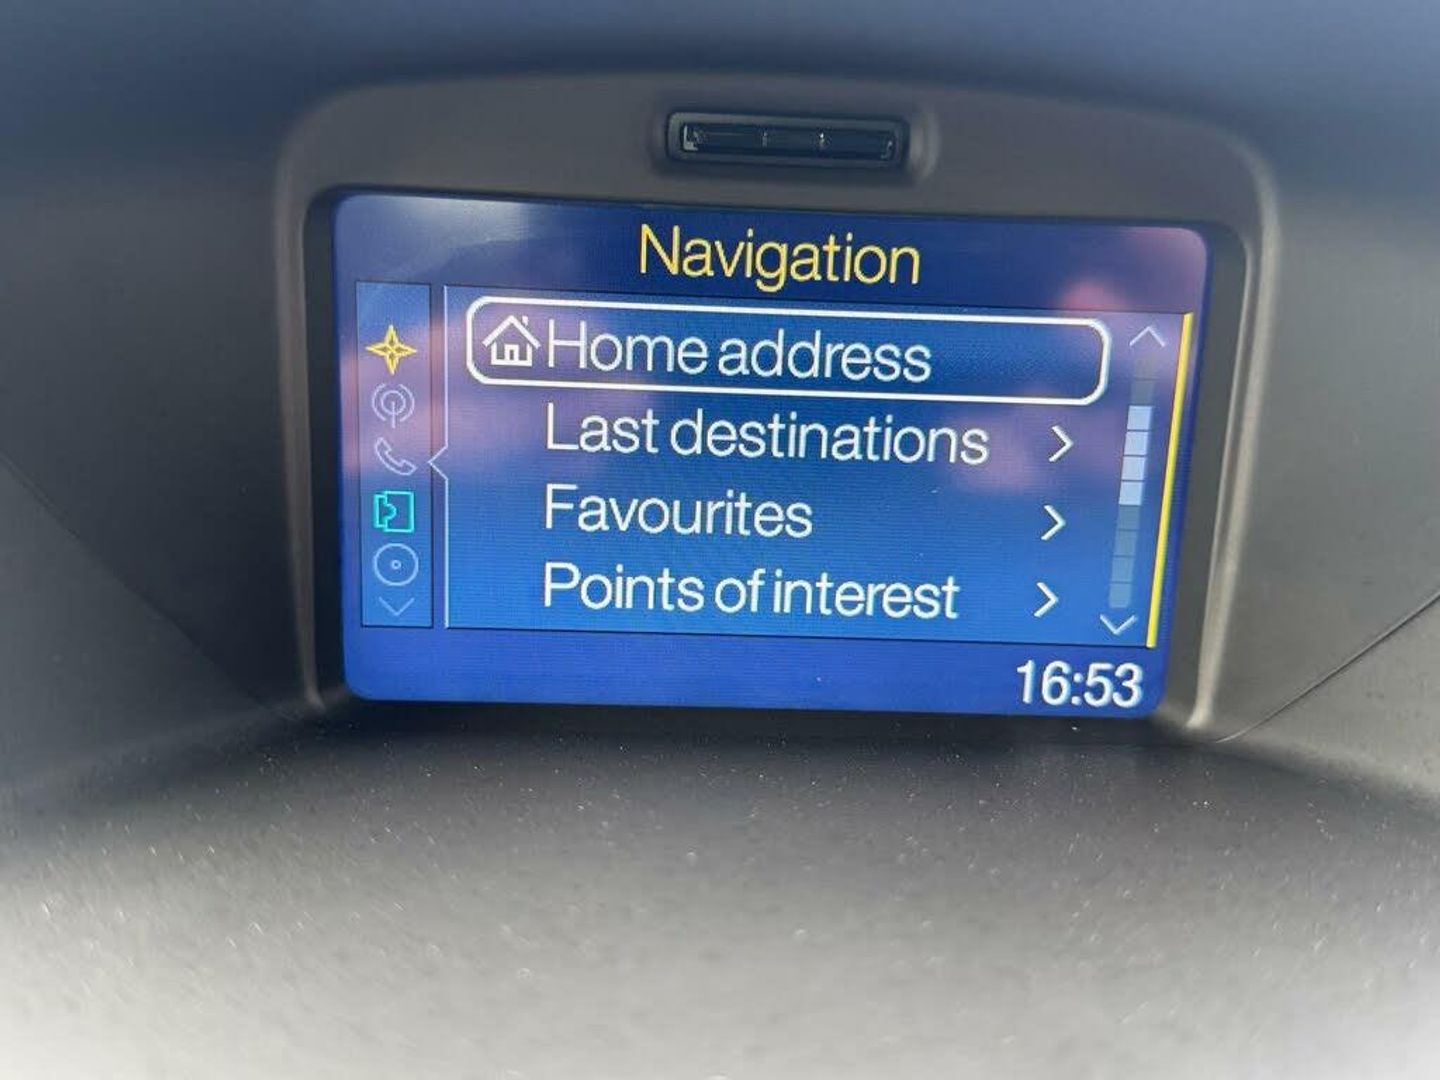 Navigation
Home address
Last destinations
Favourites
Points of interest
16:53